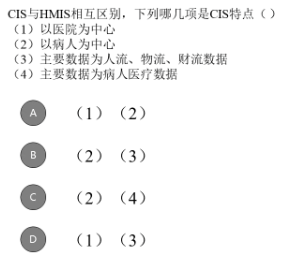 CIS与HMIS相互区别，下列哪几项是CIS特点（）
（1）以医院为中心
（2）以病人为中心
（3）主要数据为人流、物流、财流数据
（4）主要数据为病人医疗数据
A （1）（2）
B （2）（3）
C （2）（4）
D （1）（3）